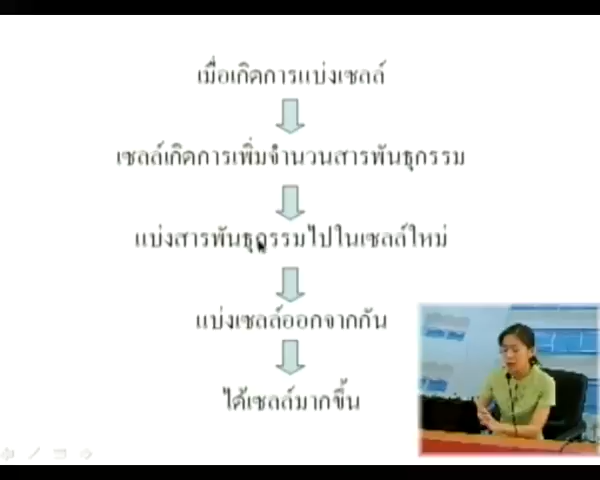 เมื่อเกิดการแบ่งเซลล์
เซลล์เกิดการเพิ่มจำนวนสารพันธุกรรม
แบ่งสารพันธุกรรมไปในเซลล์ใหม่
แบ่งเซลล์ออกจากกัน
ได้เซลล์มากขึ้น